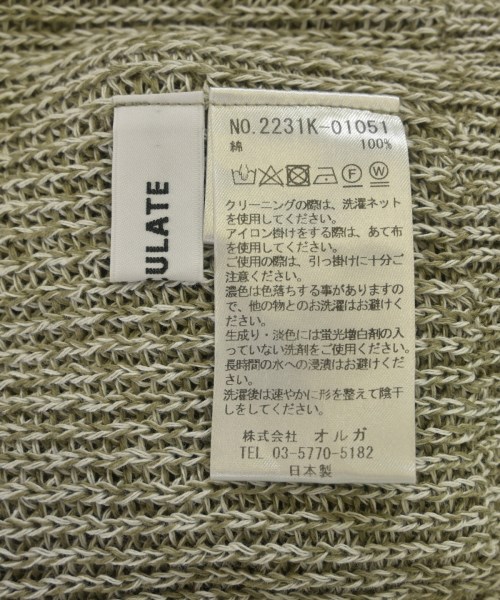 ULATE
NO.2231K-01051
綿 100%
クリーニングの際は、洗濯ネット
を使用してください。
アイロン掛けをする際は、あて布
を使用してください。
ご使用の際は、引っ掛けに十分ご
注意ください。
濃色は色落ちする事がありますの
で、他の物とのお洗濯はお避けく
ださい。
生成り・淡色には蛍光増白剤の入
っていない洗剤をご使用ください。
長時間の水への浸漬はお避けくだ
さい。
洗濯後は速やかに形を整えて陰干
しをしてください。
株式会社 オルガ
TEL 03-5770-5182
日本製